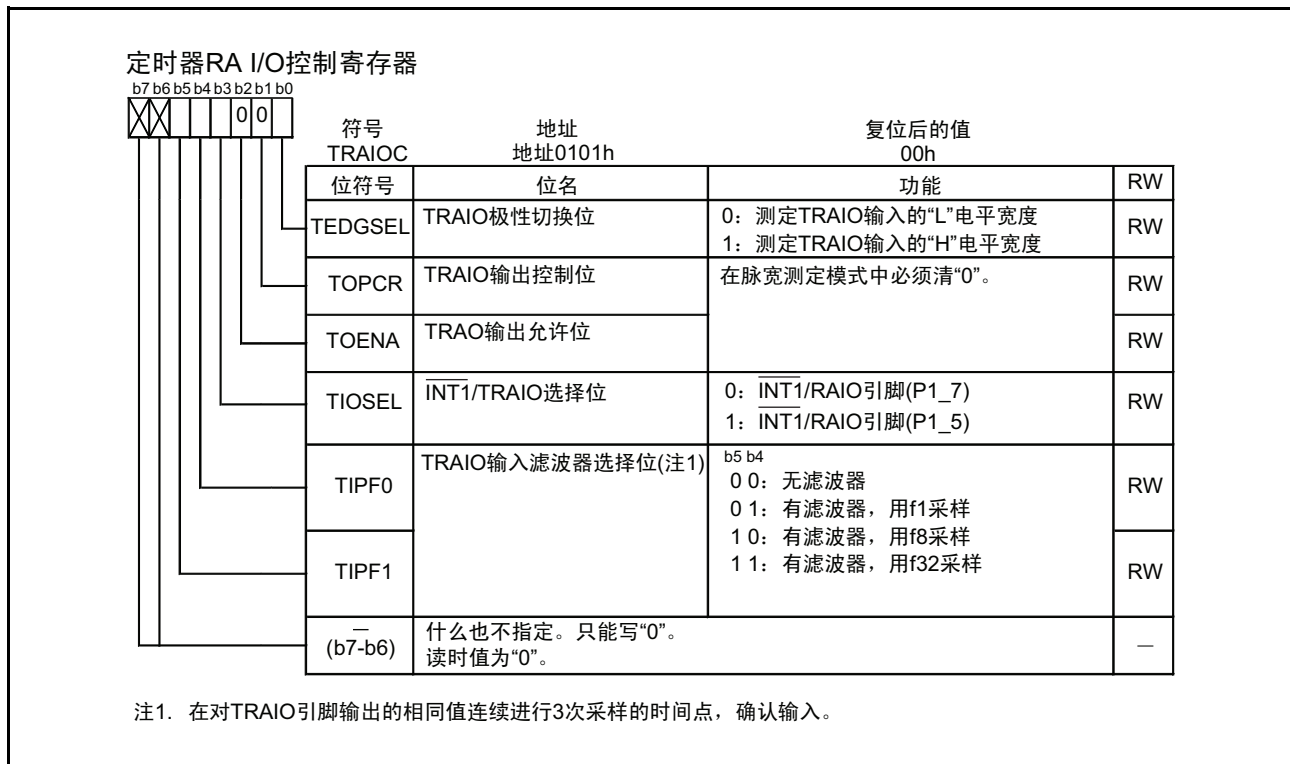 定时器RA I/O控制寄存器
b7 b6 b5 b4 b3 b2 b1 b0
0 0
符号 地址 复位后的值
TRAIOC 地址0101h 00h
位符号 位名 功能 RW
TEDGSEL TRAIO极性切换位 0：测定TRAIO输入的“L”电平宽度 RW
1：测定TRAIO输入的“H”电平宽度
TOPCR TRAIO输出控制位 在脉宽测定模式中必须清“0”。 RW
TOENA TRAO输出允许位 RW
TIOSEL INT1/TRAIO选择位 0：INT1/RAIO引脚(P1_7) RW
1：INT1/RAIO引脚(P1_5)
TIPF0 TRAIO输入滤波器选择位(注1) b5 b4 RW
0 0：无滤波器
0 1：有滤波器，用f1采样
1 0：有滤波器，用f8采样
TIPF1 1 1：有滤波器，用f32采样 RW
— 什么也不指定。只能写“0”。 —
(b7-b6) 读时值为“0”。
注1. 在对TRAIO引脚输出的相同值连续进行3次采样的时间点，确认输入。